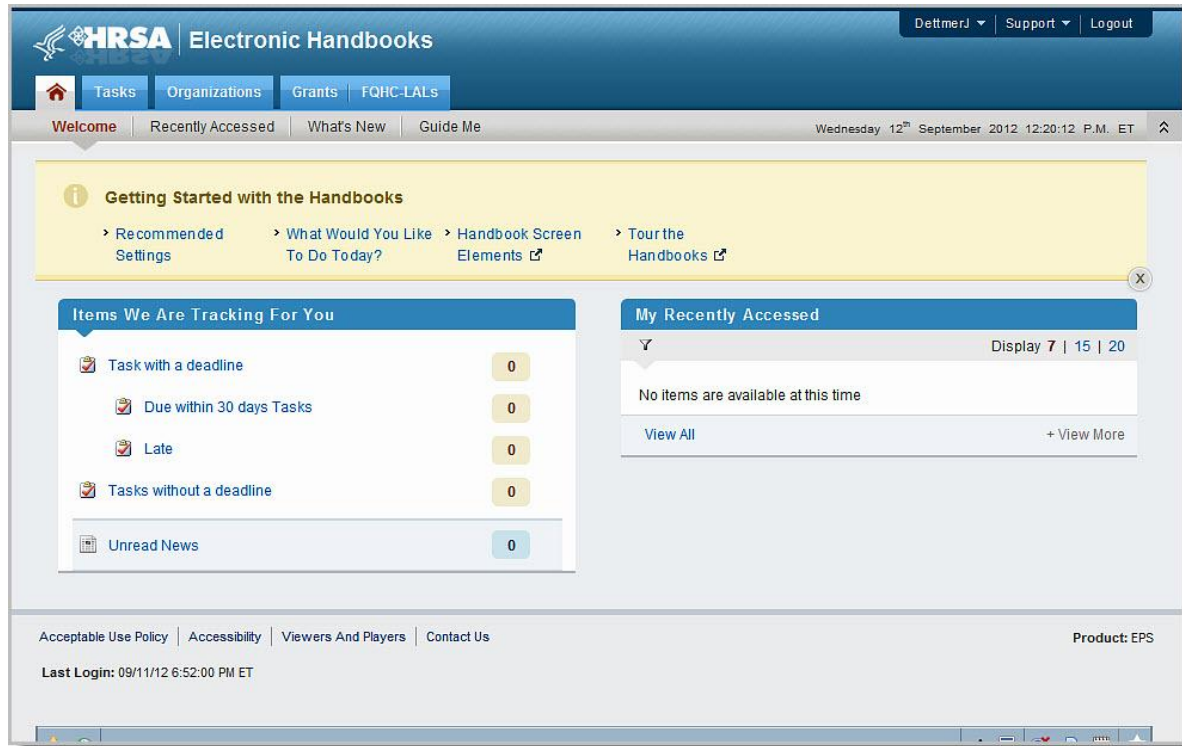 DettmerJ | Support | Logout
HRSA Electronic Handbooks
Tasks Organizations Grants FQHC-LALs
Welcome Recently Accessed What's New Guide Me Wednesday 12th September 2012 12:20:12 P.M. ET
Getting Started with the Handbooks
Recommended Settings
What Would You Like To Do Today?
Handbook Screen Elements
Tour the Handbooks
X
Items We Are Tracking For You
Task with a deadline 0
Due within 30 days Tasks 0
Late 0
Tasks without a deadline 0
Unread News 0
My Recently Accessed
Display 7 | 15 | 20
No items are available at this time
View All + View More
Acceptable Use Policy Accessibility Viewers And Players Contact Us Product: EPS
Last Login: 09/11/12 6:52:00 PM ET